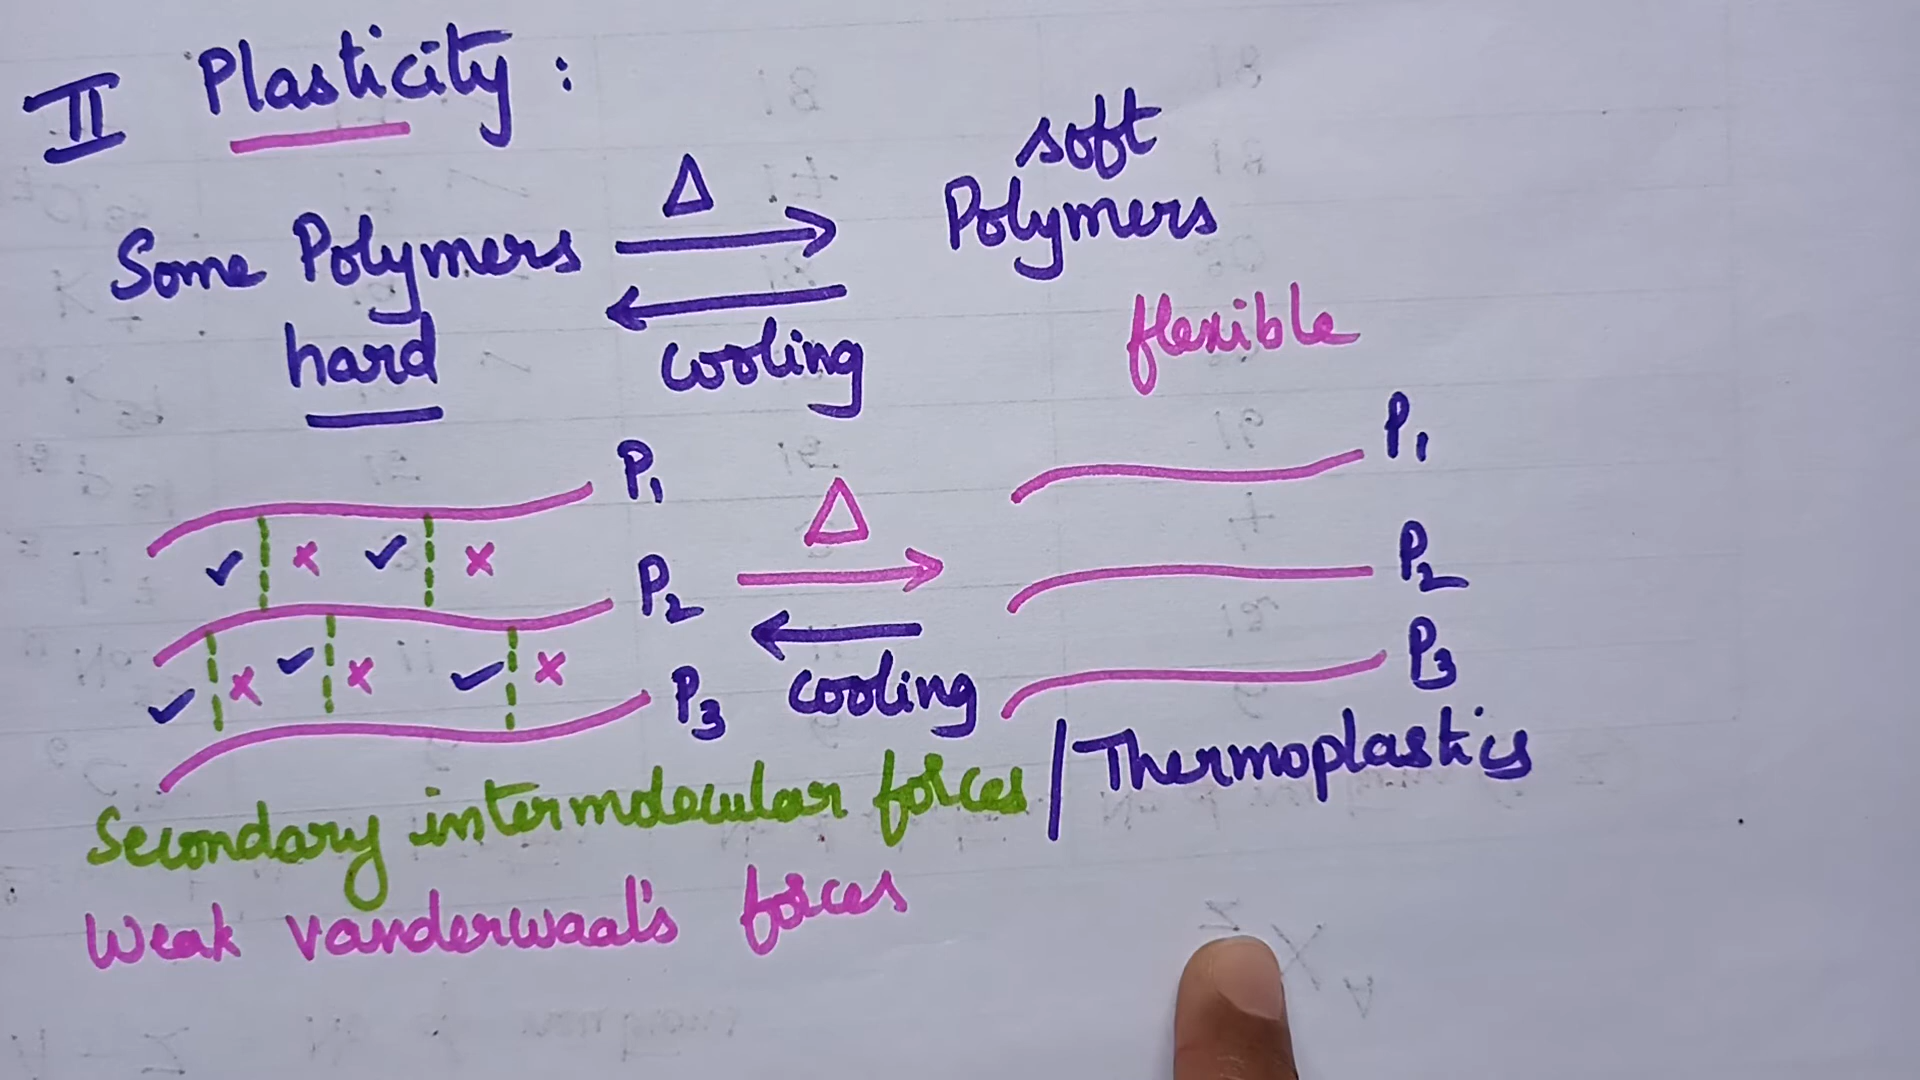 II Plasticity :
Some Polymers Δ soft Polymers
hard cooling flexible
P1 Δ P1
✓ × ✓ ×
P2 P2
✓ × ✓ × ✓ ×
P3 cooling P3
Secondary intermolecular forces / Thermoplastics
Weak vanderwaal's forces